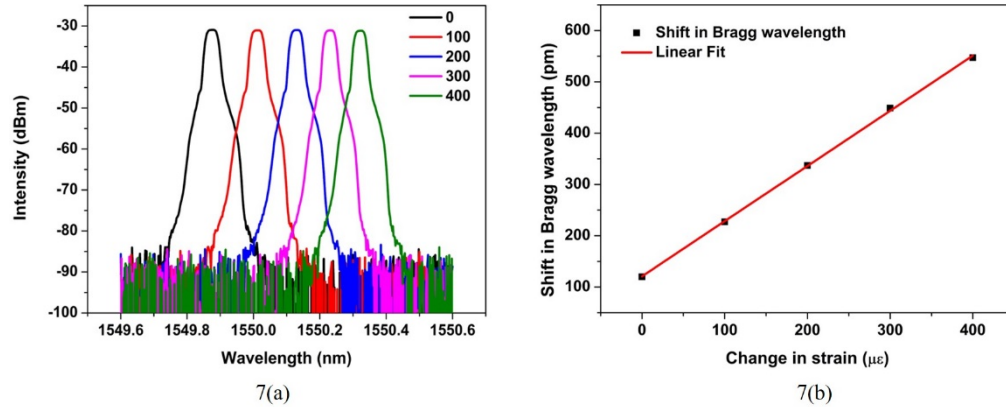 -30
-40
-50
-60
-70
-80
-90
-100
Intensity (dBm)
0
100
200
300
400
1549.6 1549.8 1550.0 1550.2 1550.4 1550.6
Wavelength (nm)
7(a)
600
500
400
300
200
100
Shift in Bragg wavelength (pm)
Shift in Bragg wavelength
Linear Fit
0 100 200 300 400
Change in strain (με)
7(b)